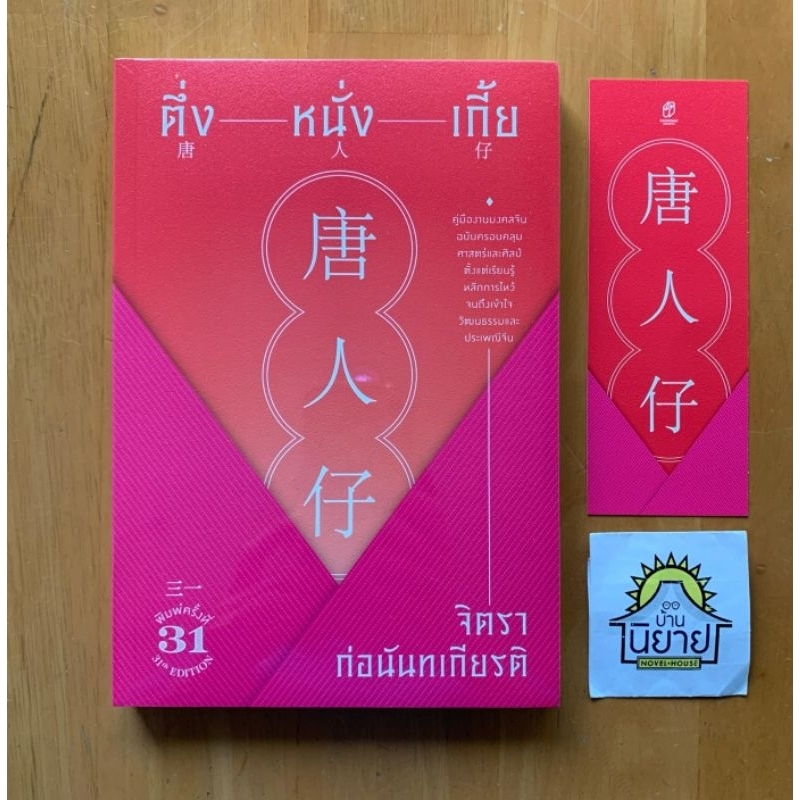 ตึ่ง — หนั่ง — เกี้ย
唐 人 仔
唐
人
仔
คู่มืองานมงคลจีน
ฉบับครอบคลุม
ศาสตร์และศิลป์
ตั้งแต่เรียนรู้
หลักการไหว้
จนถึงเข้าใจ
วัฒนธรรมและ
ประเพณีจีน
三一
พิมพ์ครั้งที่
31
31th EDITION
จิตรา
ก่อนันทเกียรติ
唐
人
仔
บ้าน
นิยาย
NOVEL•HOUSE